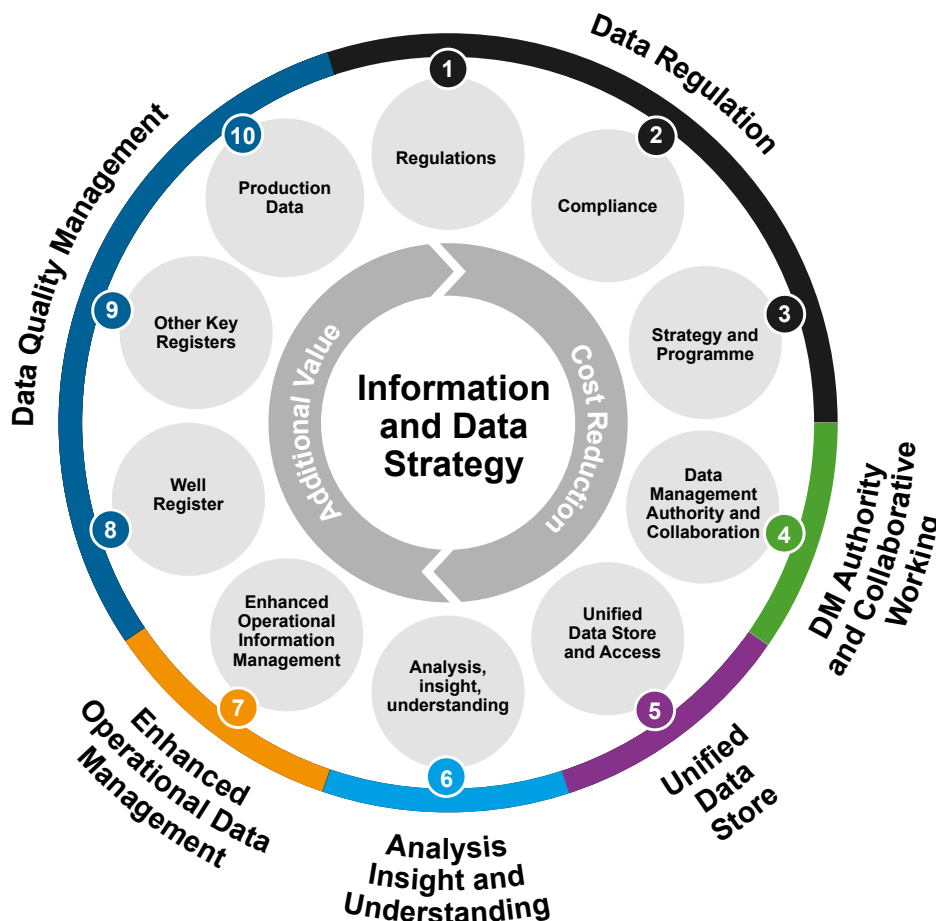 Data Regulation
1
Regulations
2
Compliance
3
Strategy and
Programme
4
Data
Management
Authority and
Collaboration
DM Authority
and Collaborative
Working
5
Unified
Data Store
and Access
Unified
Data
Store
6
Analysis,
insight,
understanding
Analysis
Insight and
Understanding
7
Enhanced
Operational
Information
Management
Enhanced
Operational Data
Management
8
Well
Register
9
Other Key
Registers
10
Production
Data
Data Quality Management
Additional Value
Cost Reduction
Information
and Data
Strategy